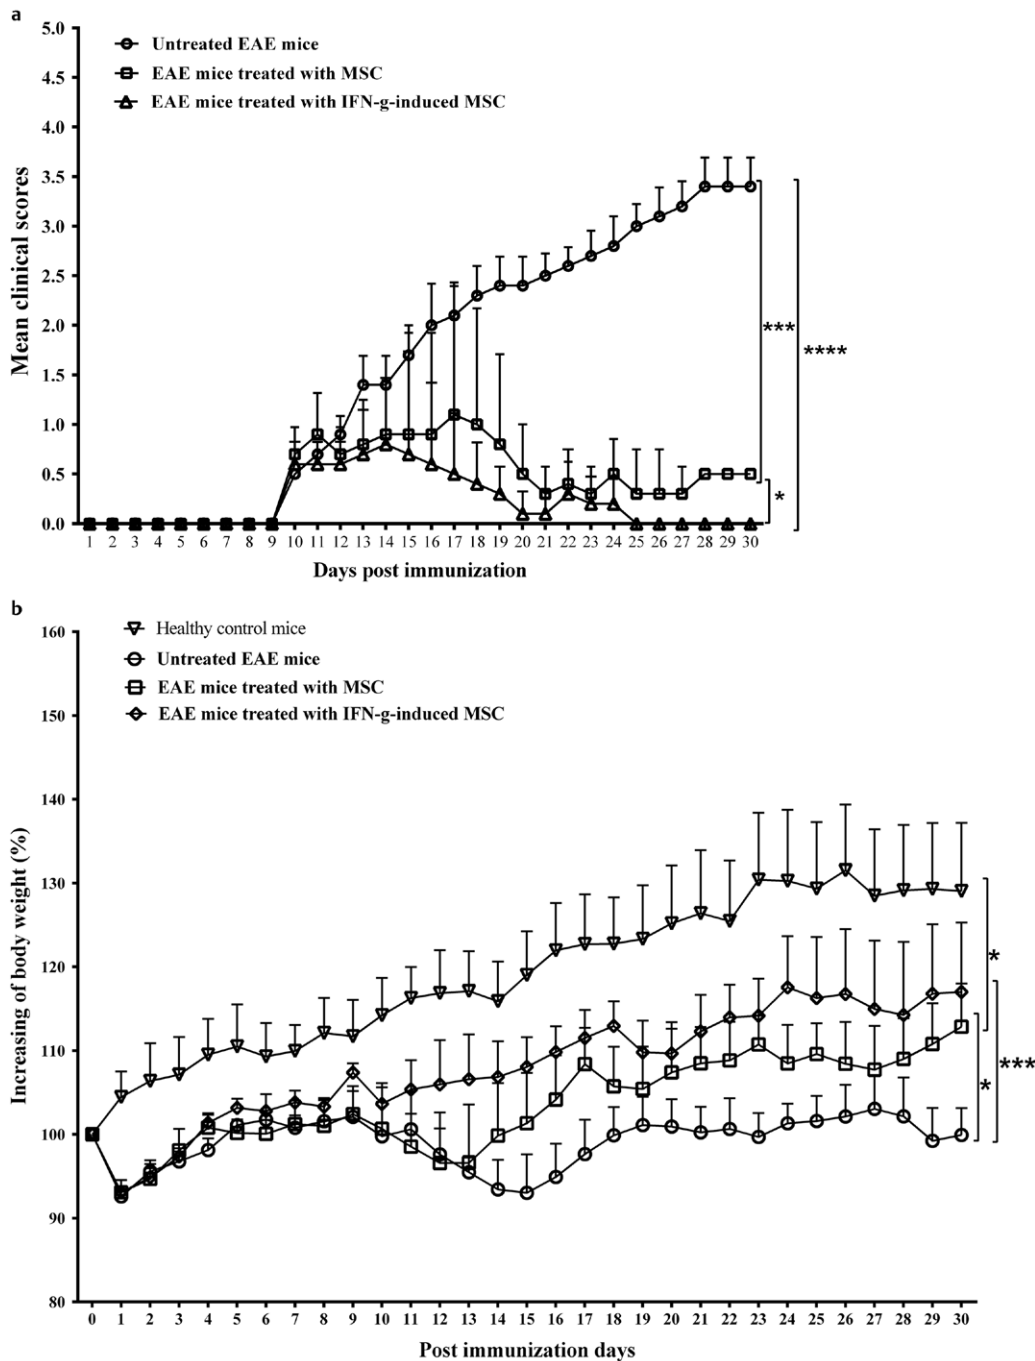 a
Untreated EAE mice
EAE mice treated with MSC
EAE mice treated with IFN-g-induced MSC
5.0
4.5
4.0
3.5
3.0
2.5
2.0
1.5
1.0
0.5
0.0
Mean clinical scores
***
****
*
1 2 3 4 5 6 7 8 9 10 11 12 13 14 15 16 17 18 19 20 21 22 23 24 25 26 27 28 29 30
Days post immunization
b
Healthy control mice
Untreated EAE mice
EAE mice treated with MSC
EAE mice treated with IFN-g-induced MSC
160
150
140
130
120
110
100
90
80
Increasing of body weight (%)
*
***
*
0 1 2 3 4 5 6 7 8 9 10 11 12 13 14 15 16 17 18 19 20 21 22 23 24 25 26 27 28 29 30
Post immunization days